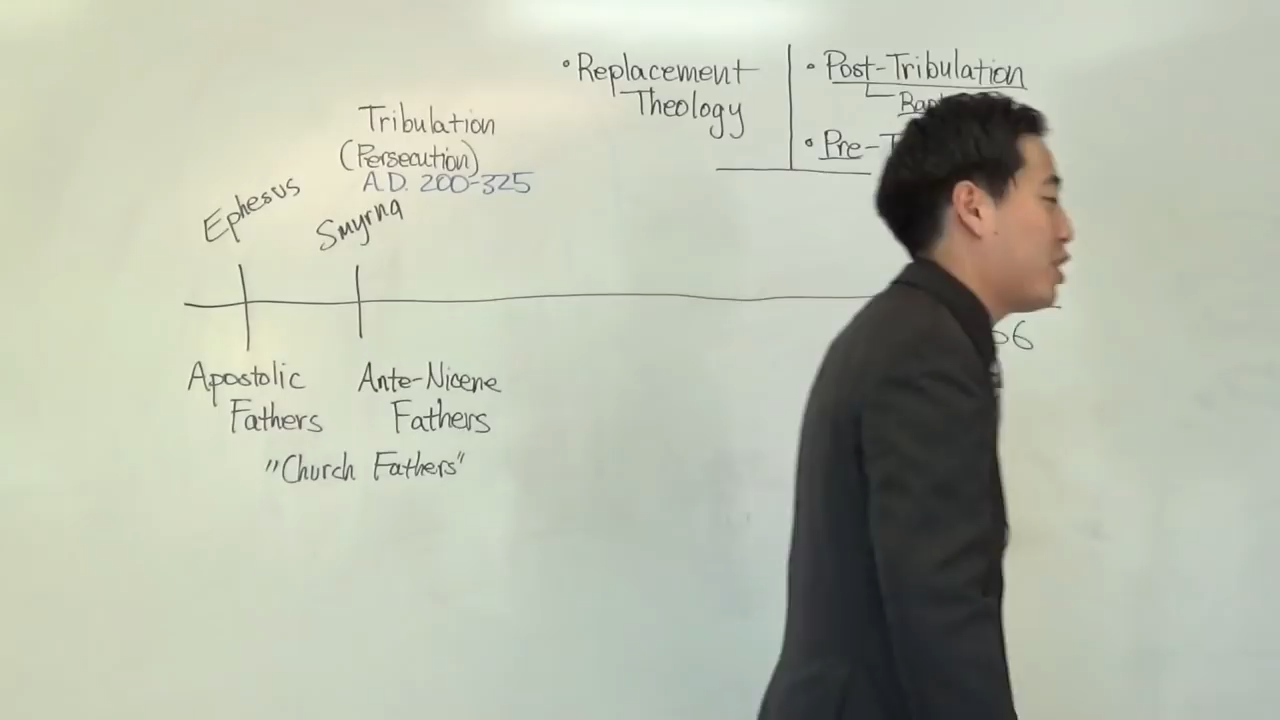 • Replacement
Theology
• Post-Tribulation
• Pre-
Tribulation
(Persecution)
A.D. 200-325
Ephesus
Smyrna
Apostolic
Fathers
Ante-Nicene
Fathers
"Church Fathers"